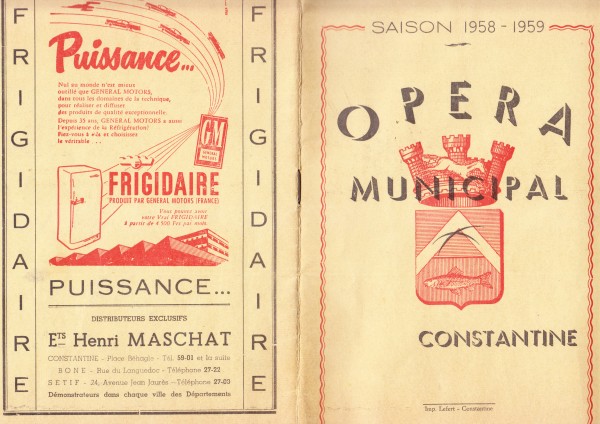 FRIGIDAIRE
Puissance...
Nul au monde n'est mieux
outillé que GENERAL MOTORS,
dans tous les domaines de la technique,
pour réaliser et diffuser
des produits de qualité exceptionnelle.
Depuis 35 ans, GENERAL MOTORS a aussi
l'expérience de la Réfrigération!
Fiez-vous à elle et choisissez
le véritable ...
GM
GENERAL
MOTORS
FRIGIDAIRE
PRODUIT PAR GENERAL MOTORS (FRANCE)
Vous pouvez avoir
votre Vrai FRIGIDAIRE
à partir de 4 500 Frs par mois.
PUISSANCE...
DISTRIBUTEURS EXCLUSIFS
Ets Henri MASCHAT
CONSTANTINE - Place Béhagle - Tél. 59-01 et la suite
BONE - Rue du Languedoc - Téléphone 27-22
SETIF - 24, Avenue Jean Jaurès - Téléphone 27-03
Démonstrateurs dans chaque ville des Départements
FRIGIDAIRE
SAISON 1958 - 1959
OPERA
MUNICIPAL
CONSTANTINE
Imp. Lefert - Constantine